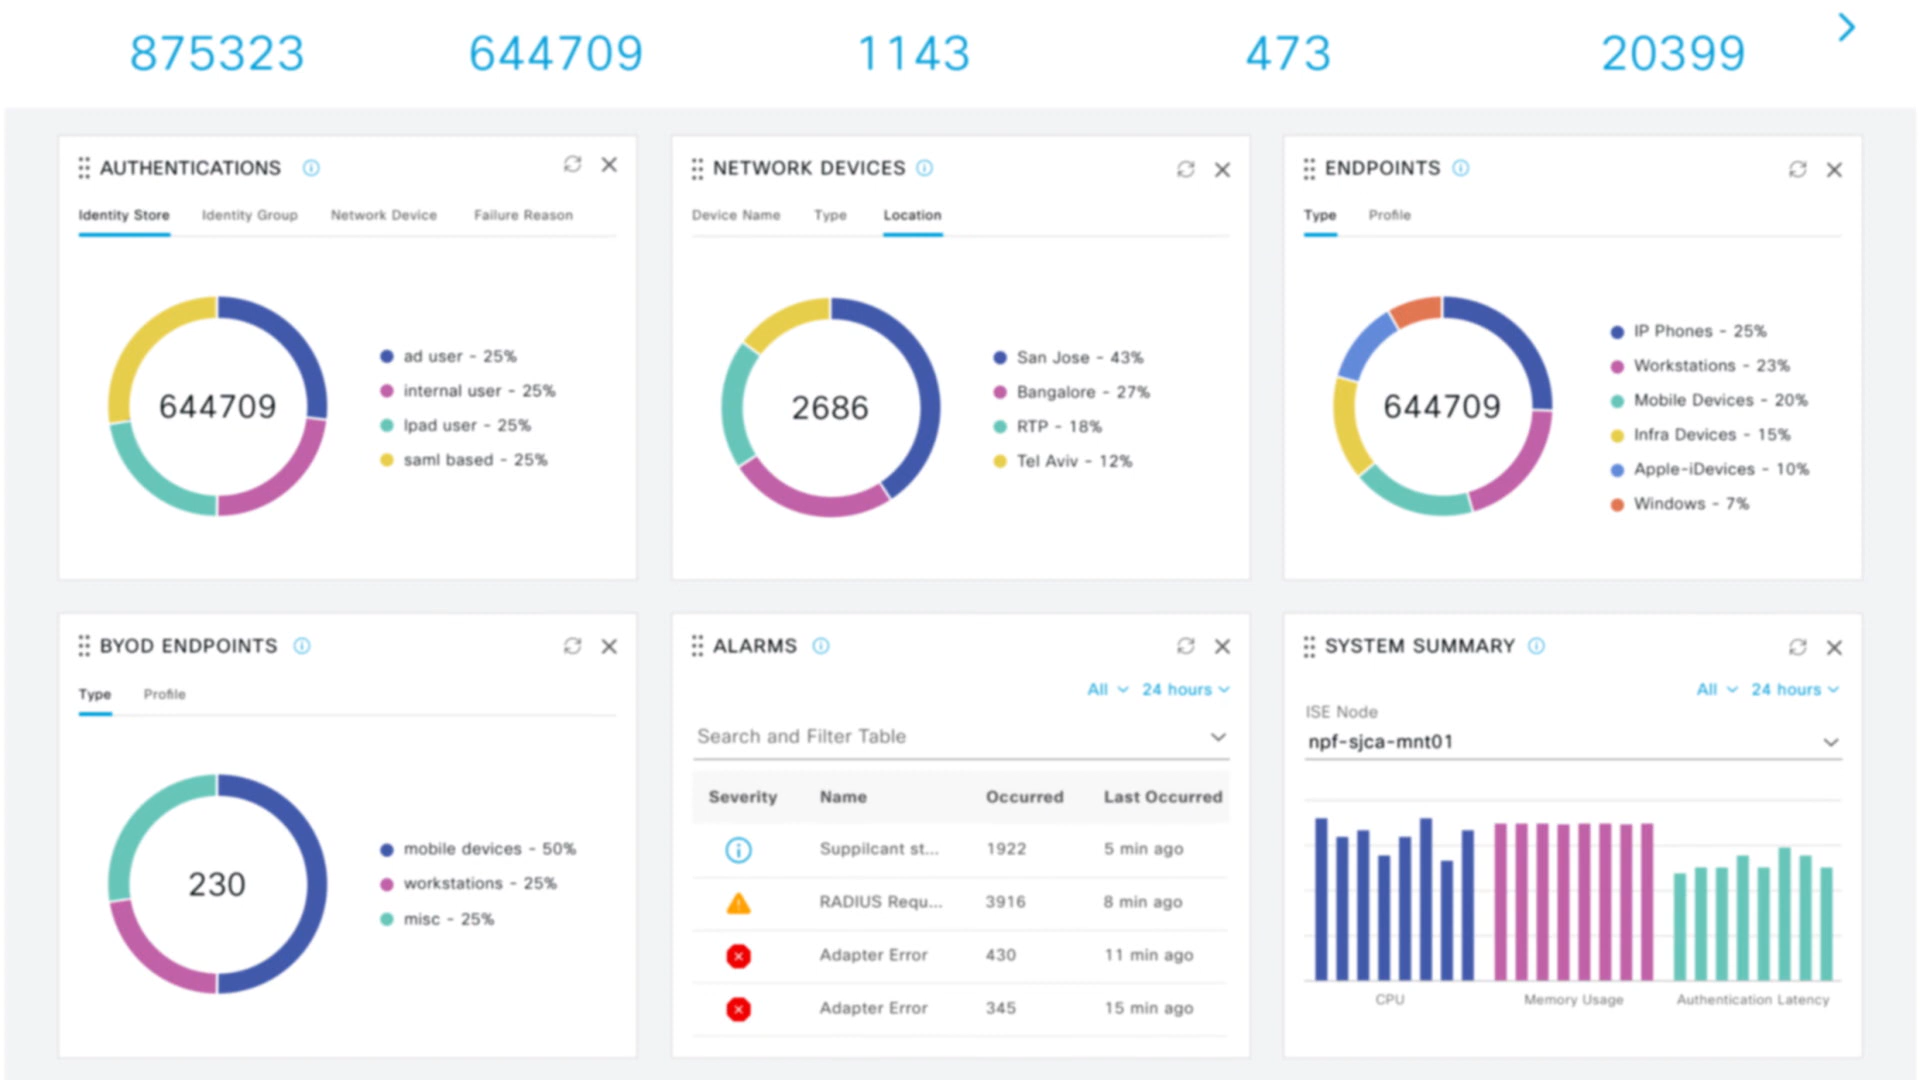 875323 644709 1143 473 20399
AUTHENTICATIONS
Identity Store Identity Group Network Device Failure Reason
644709
ad user - 25%
internal user - 25%
Ipad user - 25%
saml based - 25%
NETWORK DEVICES
Device Name Type Location
2686
San Jose - 43%
Bangalore - 27%
RTP - 18%
Tel Aviv - 12%
ENDPOINTS
Type Profile
644709
IP Phones - 25%
Workstations - 23%
Mobile Devices - 20%
Infra Devices - 15%
Apple-iDevices - 10%
Windows - 7%
BYOD ENDPOINTS
Type Profile
230
mobile devices - 50%
workstations - 25%
misc - 25%
ALARMS
All 24 hours
Search and Filter Table
Severity Name Occurred Last Occurred
Suppilcant st... 1922 5 min ago
RADIUS Requ... 3916 8 min ago
Adapter Error 430 11 min ago
Adapter Error 345 15 min ago
SYSTEM SUMMARY
All 24 hours
ISE Node
npf-sjca-mnt01
CPU Memory Usage Authentication Latency